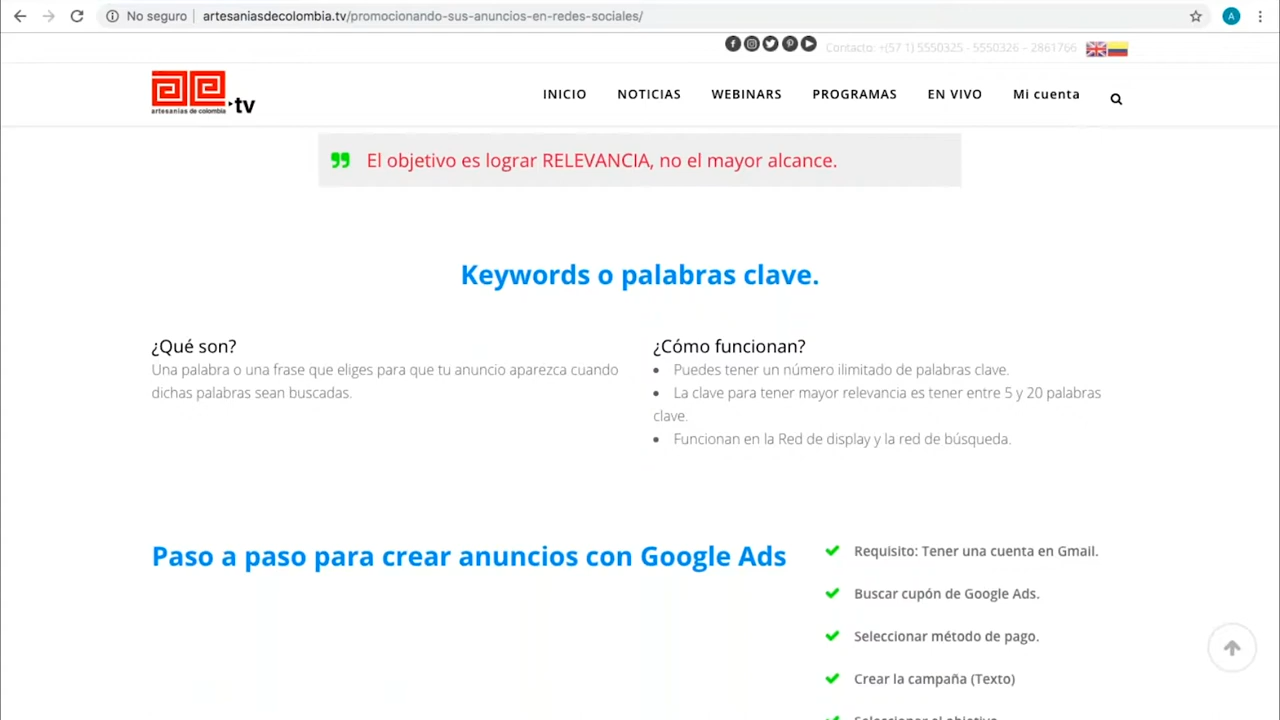 No seguro
artesaniasdecolombia.tv/promocionando-sus-anuncios-en-redes-sociales/
A
Contacto: +(57 1) 5550325 - 5550326 – 2861766
.tv
artesanías de colombia
INICIO
NOTICIAS
WEBINARS
PROGRAMAS
EN VIVO
Mi cuenta
El objetivo es lograr RELEVANCIA, no el mayor alcance.
Keywords o palabras clave.
¿Qué son?
Una palabra o una frase que eliges para que tu anuncio aparezca cuando
dichas palabras sean buscadas.
¿Cómo funcionan?
• Puedes tener un número ilimitado de palabras clave.
• La clave para tener mayor relevancia es tener entre 5 y 20 palabras
clave.
• Funcionan en la Red de display y la red de búsqueda.
Paso a paso para crear anuncios con Google Ads
Requisito: Tener una cuenta en Gmail.
Buscar cupón de Google Ads.
Seleccionar método de pago.
Crear la campaña (Texto)
Seleccionar el objetivo